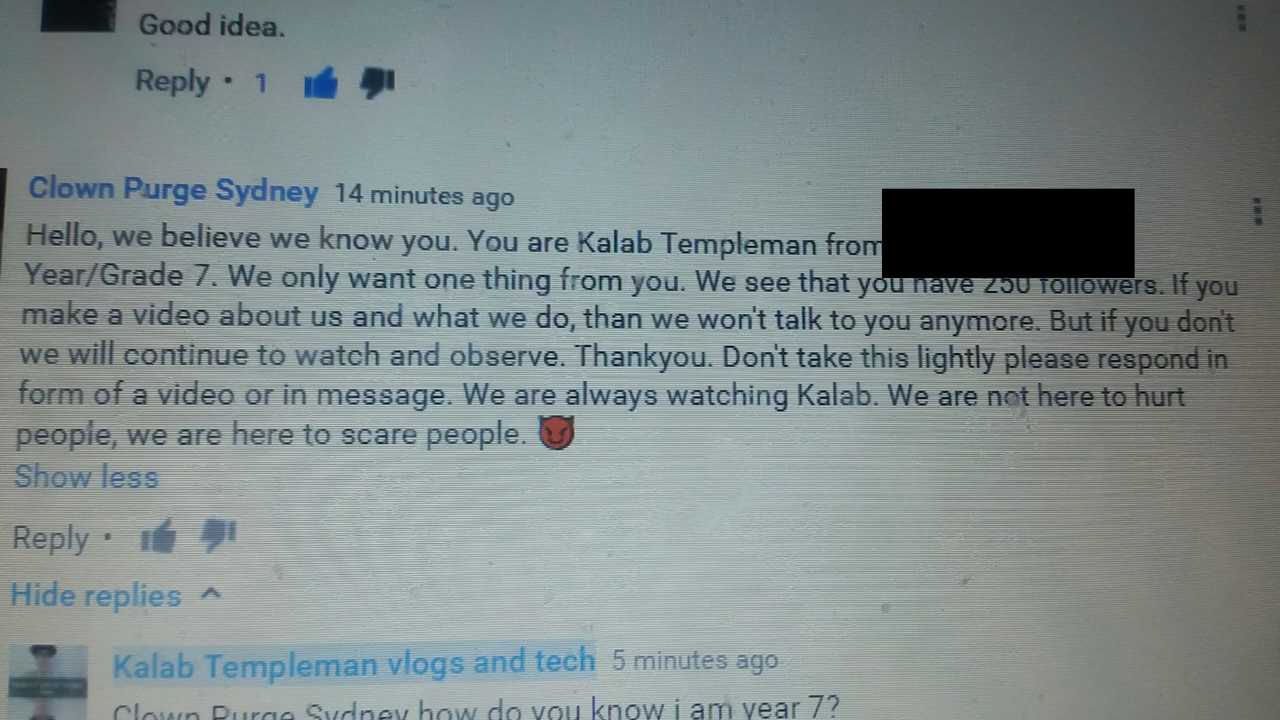 Good idea.
Reply • 1
Clown Purge Sydney 14 minutes ago
Hello, we believe we know you. You are Kalab Templeman from
Year/Grade 7. We only want one thing from you. We see that you have 250 followers. If you
make a video about us and what we do, than we won't talk to you anymore. But if you don't
we will continue to watch and observe. Thankyou. Don't take this lightly please respond in
form of a video or in message. We are always watching Kalab. We are not here to hurt
people, we are here to scare people. 😈
Show less
Reply •
Hide replies
Kalab Templeman vlogs and tech 5 minutes ago
Clown Purge Sydney how do you know i am year 7?